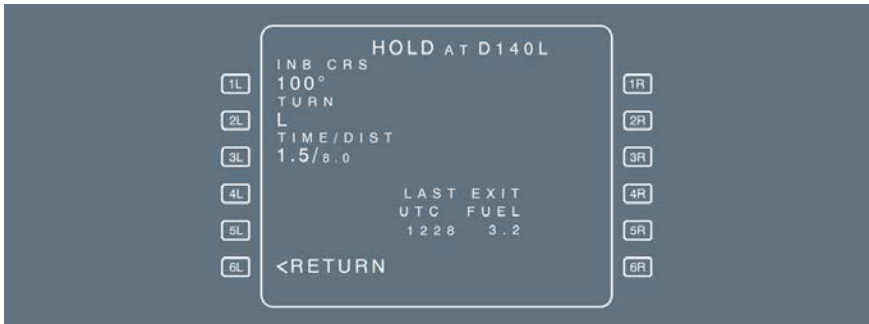 HOLD AT D140L
INB CRS
1L 100° 1R
TURN
2L L 2R
TIME/DIST
3L 1.5/8.0 3R
4L LAST EXIT 4R
UTC FUEL
5L 1228 3.2 5R
6L <RETURN 6R